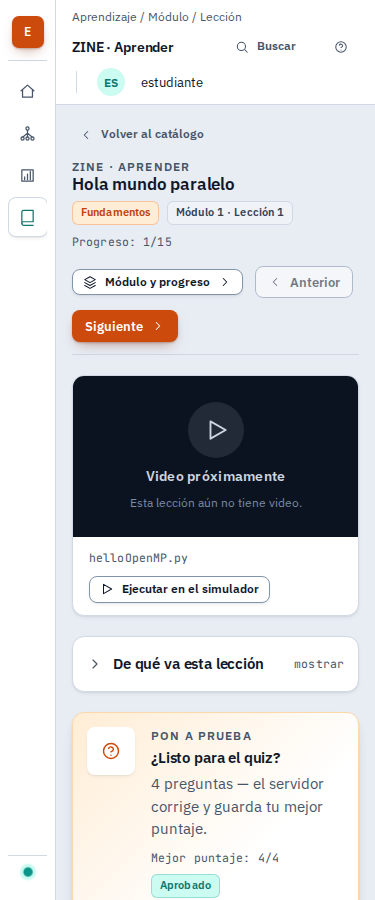 E
Aprendizaje / Módulo / Lección
ZINE · Aprender
Buscar
ES
estudiante
Volver al catálogo
ZINE · APRENDER
Hola mundo paralelo
Fundamentos
Módulo 1 · Lección 1
Progreso: 1/15
Módulo y progreso
Anterior
Siguiente
Video próximamente
Esta lección aún no tiene video.
helloOpenMP.py
Ejecutar en el simulador
De qué va esta lección
mostrar
PON A PRUEBA
¿Listo para el quiz?
4 preguntas — el servidor
corrige y guarda tu mejor
puntaje.
Mejor puntaje: 4/4
Aprobado